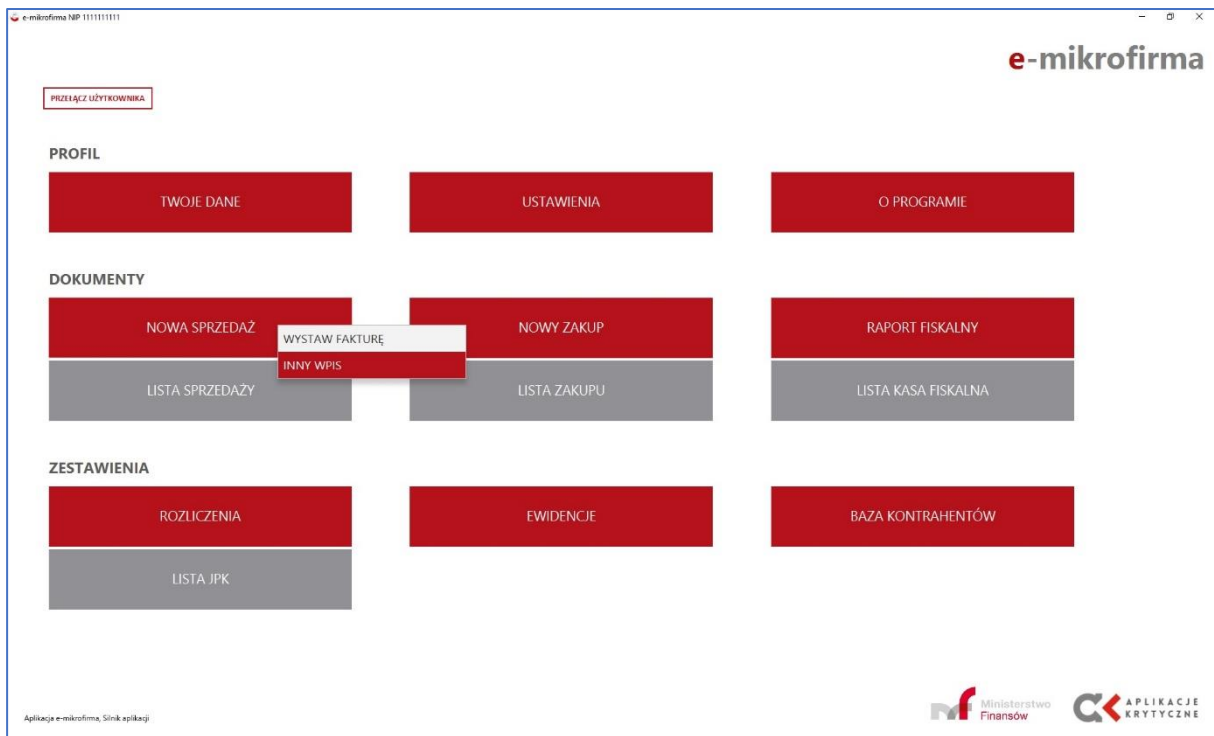 e-mikrofirma NIP 1111111111
e-mikrofirma
PRZEŁĄCZ UŻYTKOWNIKA
PROFIL
TWOJE DANE
USTAWIENIA
O PROGRAMIE
DOKUMENTY
NOWA SPRZEDAŻ
NOWY ZAKUP
RAPORT FISKALNY
WYSTAW FAKTURĘ
INNY WPIS
LISTA SPRZEDAŻY
LISTA ZAKUPU
LISTA KASA FISKALNA
ZESTAWIENIA
ROZLICZENIA
EWIDENCJE
BAZA KONTRAHENTÓW
LISTA JPK
Aplikacja e-mikrofirma, Silnik aplikacji
Ministerstwo
Finansów
APLIKACJE
KRYTYCZNE